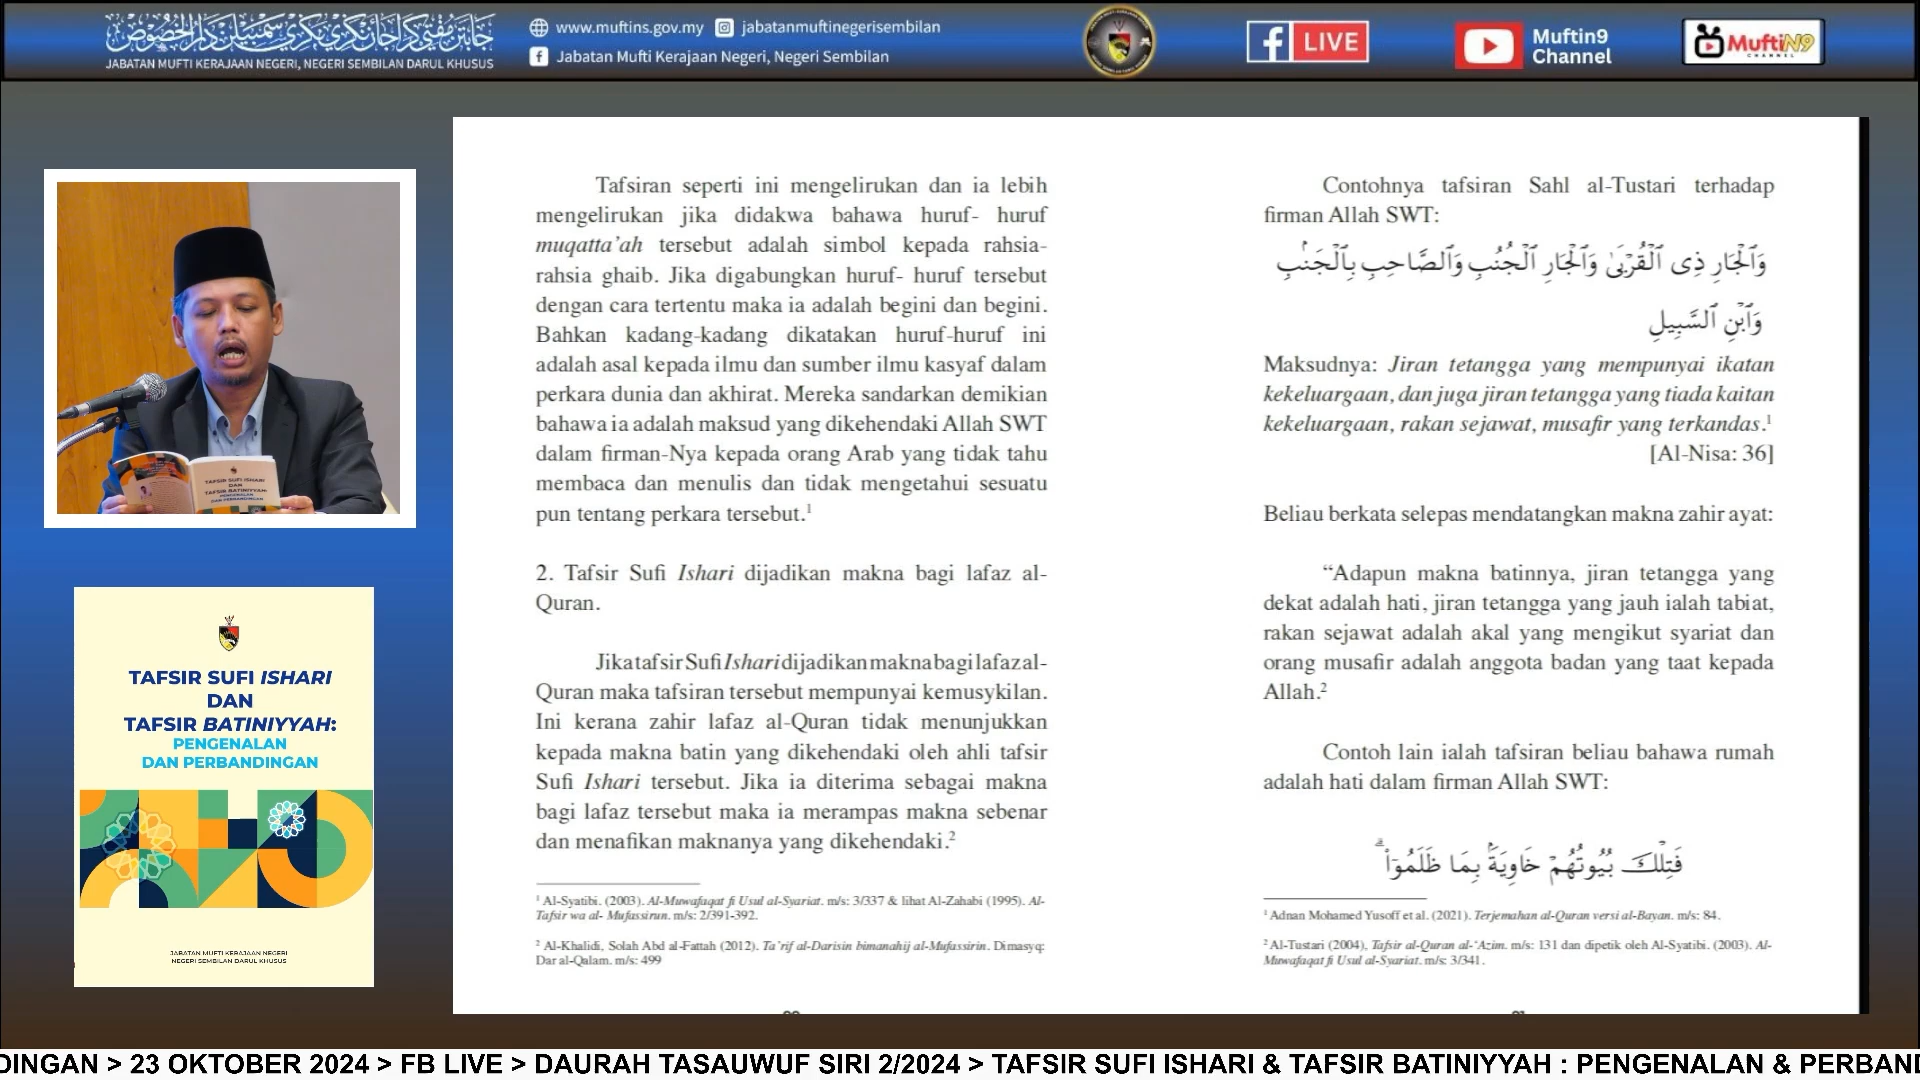 JABATAN MUFTI KERAJAAN NEGERI, NEGERI SEMBILAN DARUL KHUSUS
www.muftins.gov.my jabatanmuftinegerisembilan
Jabatan Mufti Kerajaan Negeri, Negeri Sembilan
LIVE
Muftin9
Channel
MuftiN9
CHANNEL
TAFSIR SUFI ISHARI
DAN
TAFSIR BATINIYYAH:
PENGENALAN
DAN PERBANDINGAN
TAFSIR SUFI ISHARI
DAN
TAFSIR BATINIYYAH:
PENGENALAN
DAN PERBANDINGAN
JABATAN MUFTI KERAJAAN NEGERI
NEGERI SEMBILAN DARUL KHUSUS
Tafsiran seperti ini mengelirukan dan ia lebih
mengelirukan jika didakwa bahawa huruf- huruf
muqatta’ah tersebut adalah simbol kepada rahsia-
rahsia ghaib. Jika digabungkan huruf- huruf tersebut
dengan cara tertentu maka ia adalah begini dan begini.
Bahkan kadang-kadang dikatakan huruf-huruf ini
adalah asal kepada ilmu dan sumber ilmu kasyaf dalam
perkara dunia dan akhirat. Mereka sandarkan demikian
bahawa ia adalah maksud yang dikehendaki Allah SWT
dalam firman-Nya kepada orang Arab yang tidak tahu
membaca dan menulis dan tidak mengetahui sesuatu
pun tentang perkara tersebut.1
2. Tafsir Sufi Ishari dijadikan makna bagi lafaz al-
Quran.
Jika tafsir Sufi Ishari dijadikan makna bagi lafaz al-
Quran maka tafsiran tersebut mempunyai kemusykilan.
Ini kerana zahir lafaz al-Quran tidak menunjukkan
kepada makna batin yang dikehendaki oleh ahli tafsir
Sufi Ishari tersebut. Jika ia diterima sebagai makna
bagi lafaz tersebut maka ia merampas makna sebenar
dan menafikan maknanya yang dikehendaki.2
1 Al-Syatibi. (2003). Al-Muwafaqat fi Usul al-Syariat. m/s: 3/337 & lihat Al-Zahabi (1995). Al-
Tafsir wa al- Mufassirun. m/s: 2/391-392.
2 Al-Khalidi, Solah Abd al-Fattah (2012). Ta’rif al-Darisin bimanahij al-Mufassirin. Dimasyq:
Dar al-Qalam. m/s: 499
Contohnya tafsiran Sahl al-Tustari terhadap
firman Allah SWT:
وَٱلْجَارِ ذِى ٱلْقُرْبَىٰ وَٱلْجَارِ ٱلْجُنُبِ وَٱلصَّاحِبِ بِٱلْجَنۢبِ
وَٱبْنِ ٱلسَّبِيلِ
Maksudnya: Jiran tetangga yang mempunyai ikatan
kekeluargaan, dan juga jiran tetangga yang tiada kaitan
kekeluargaan, rakan sejawat, musafir yang terkandas.1
[Al-Nisa: 36]
Beliau berkata selepas mendatangkan makna zahir ayat:
“Adapun makna batinnya, jiran tetangga yang
dekat adalah hati, jiran tetangga yang jauh ialah tabiat,
rakan sejawat adalah akal yang mengikut syariat dan
orang musafir adalah anggota badan yang taat kepada
Allah.2
Contoh lain ialah tafsiran beliau bahawa rumah
adalah hati dalam firman Allah SWT:
فَتِلْكَ بُيُوتُهُمْ خَاوِيَةًۢ بِمَا ظَلَمُوٓا۟ ۗ
1 Adnan Mohamed Yusoff et al. (2021). Terjemahan al-Quran versi al-Bayan. m/s: 84.
2 Al-Tustari (2004), Tafsir al-Quran al-‘Azim. m/s: 131 dan dipetik oleh Al-Syatibi. (2003). Al-
Muwafaqat fi Usul al-Syariat. m/s: 3/341.
DINGAN > 23 OKTOBER 2024 > FB LIVE > DAURAH TASAUWUF SIRI 2/2024 > TAFSIR SUFI ISHARI & TAFSIR BATINIYYAH : PENGENALAN & PERBAND